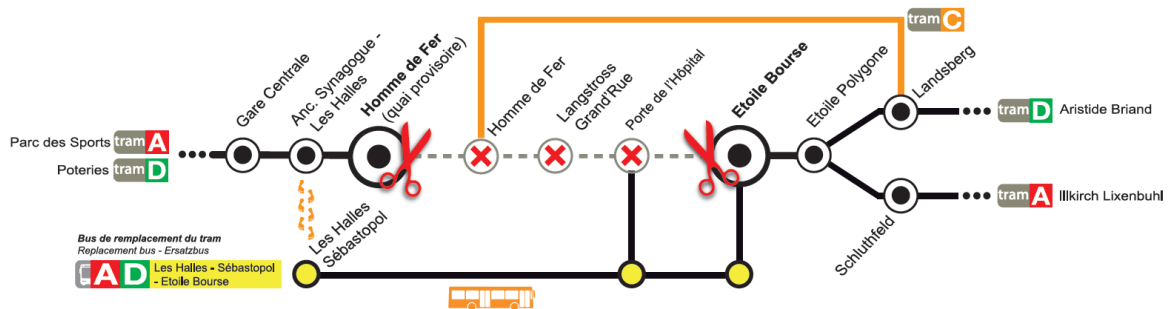 tram C
Gare Centrale
Anc. Synagogue -
Les Halles
Homme de Fer
(quai provisoire)
Homme de Fer
Langstross
Grand'Rue
Porte de l'Hôpital
Etoile Bourse
Etoile Polygone
Landsberg
Parc des Sports tram A
Poteries tram D
tram D Aristide Briand
tram A Illkirch Lixenbuhl
Schluthfeld
Les Halles
Sébastopol
Bus de remplacement du tram
Replacement bus - Ersatzbus
A D Les Halles - Sébastopol
- Etoile Bourse